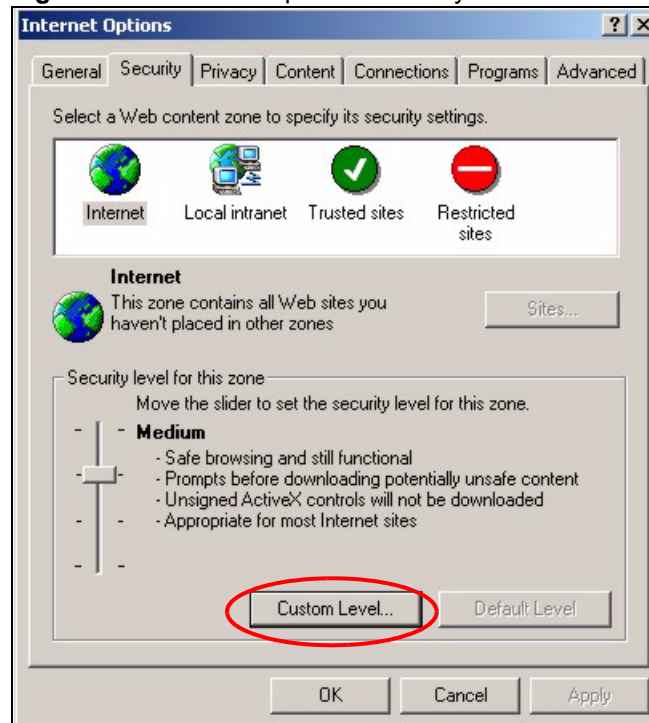 Internet Options
General Security Privacy Content Connections Programs Advanced
Select a Web content zone to specify its security settings.
Internet Local intranet Trusted sites Restricted
sites
Internet
This zone contains all Web sites you
haven't placed in other zones
Sites...
Security level for this zone
Move the slider to set the security level for this zone.
Medium
- Safe browsing and still functional
- Prompts before downloading potentially unsafe content
- Unsigned ActiveX controls will not be downloaded
- Appropriate for most Internet sites
Custom Level... Default Level
OK Cancel Apply